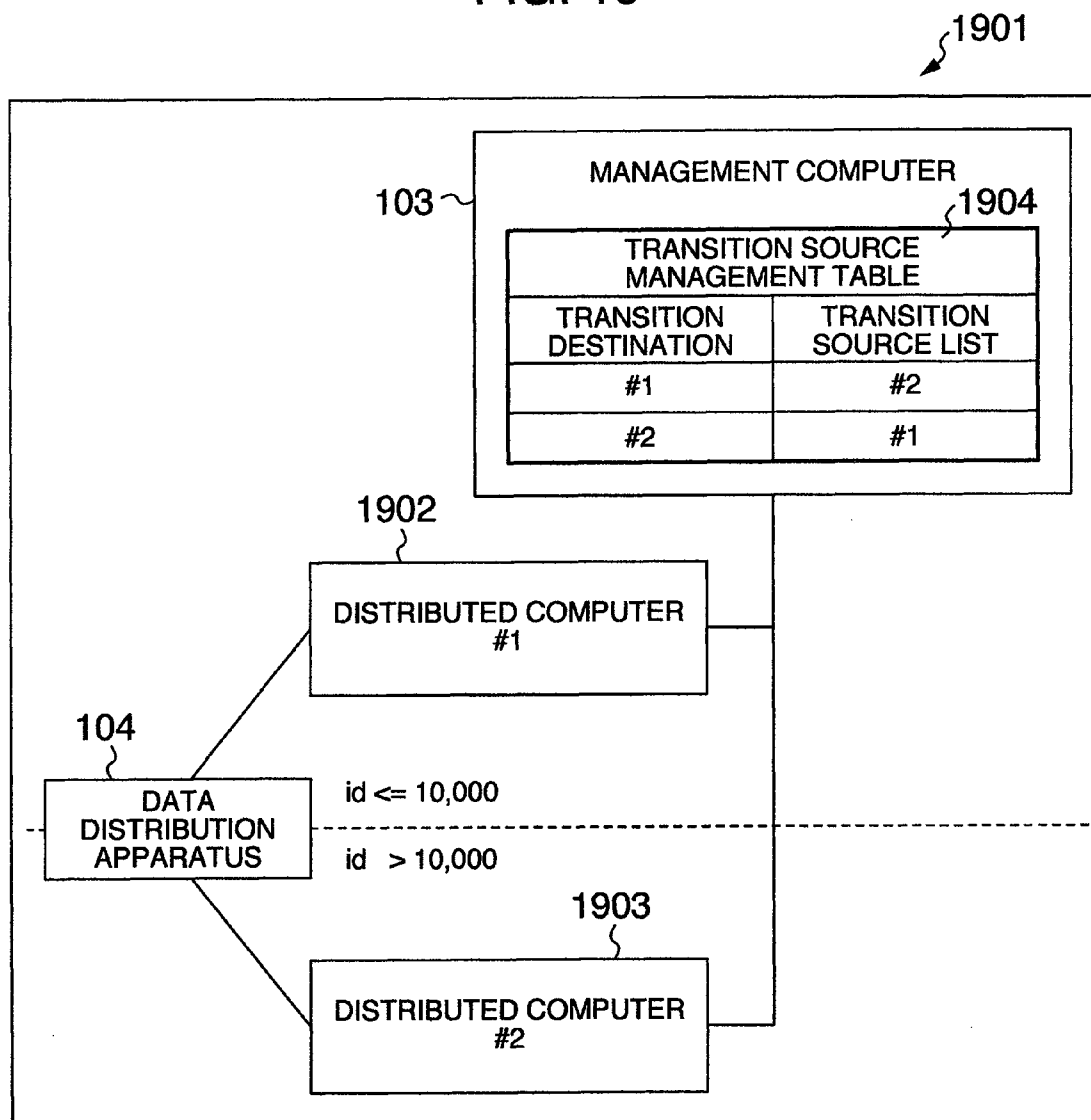 1901
MANAGEMENT COMPUTER
103
1904
TRANSITION SOURCE
MANAGEMENT TABLE
TRANSITION
DESTINATION
TRANSITION
SOURCE LIST
#1
#2
#2
#1
1902
DISTRIBUTED COMPUTER
#1
104
DATA
DISTRIBUTION
APPARATUS
id <= 10,000
id > 10,000
1903
DISTRIBUTED COMPUTER
#2